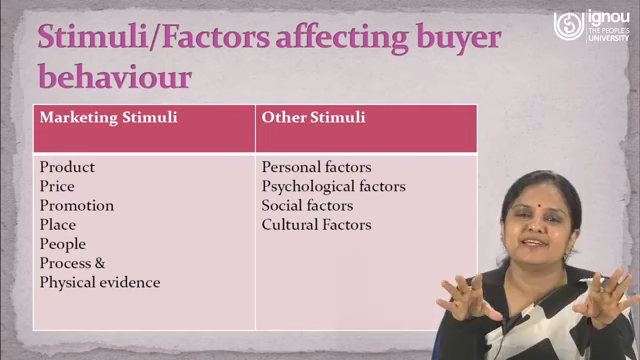 Stimuli/Factors affecting buyer
behaviour
ignou
THE PEOPLE'S
UNIVERSITY
Marketing Stimuli
Other Stimuli
Product
Price
Promotion
Place
People
Process &
Physical evidence
Personal factors
Psychological factors
Social factors
Cultural Factors